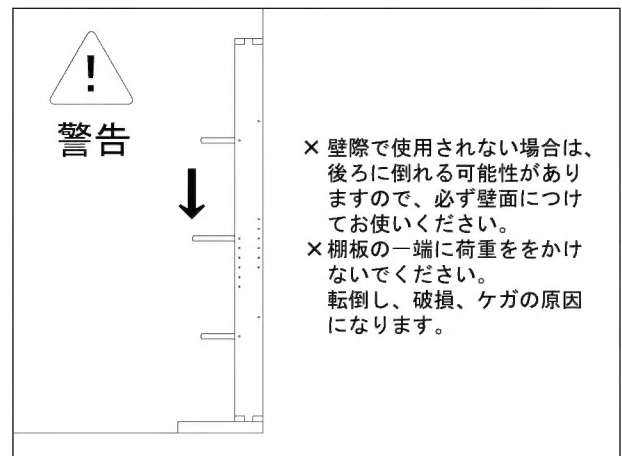 !
警告
× 壁際で使用されない場合は、
後ろに倒れる可能性があり
ますので、必ず壁面につけ
てお使いください。
× 棚板の一端に荷重ををかけ
ないでください。
転倒し、破損、ケガの原因
になります。